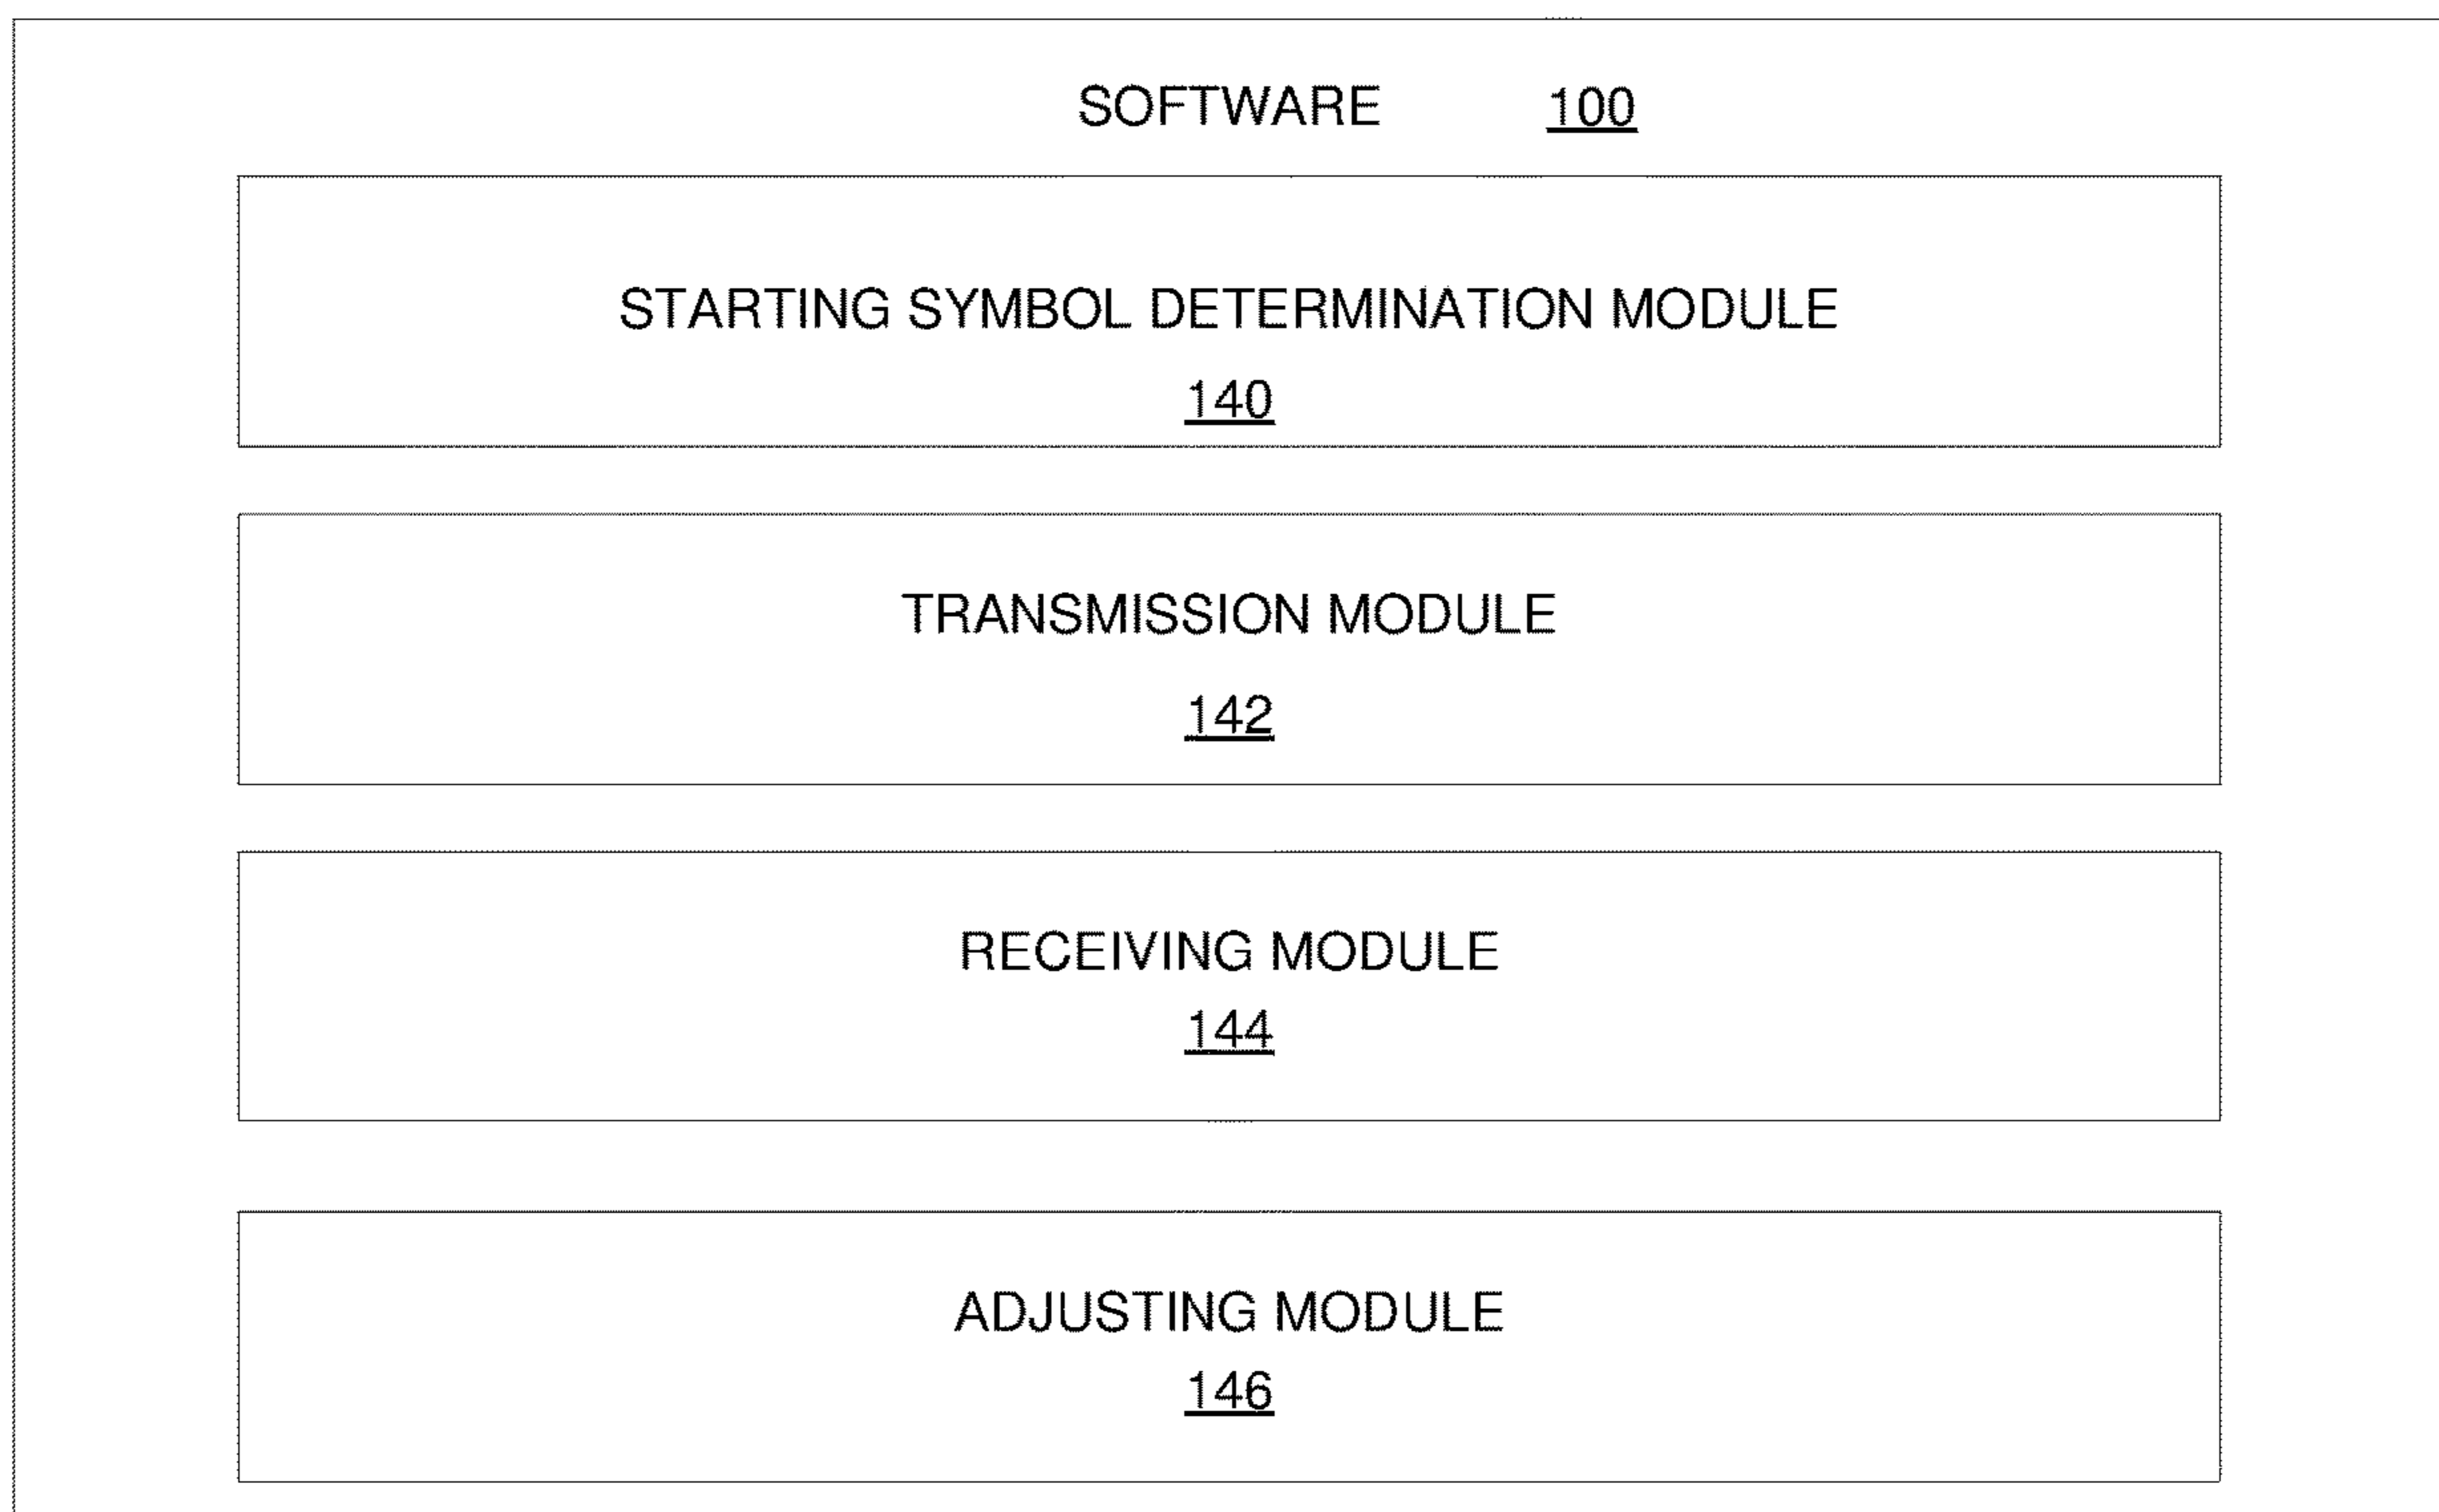 SOFTWARE 100
STARTING SYMBOL DETERMINATION MODULE
140
TRANSMISSION MODULE
142
RECEIVING MODULE
144
ADJUSTING MODULE
146